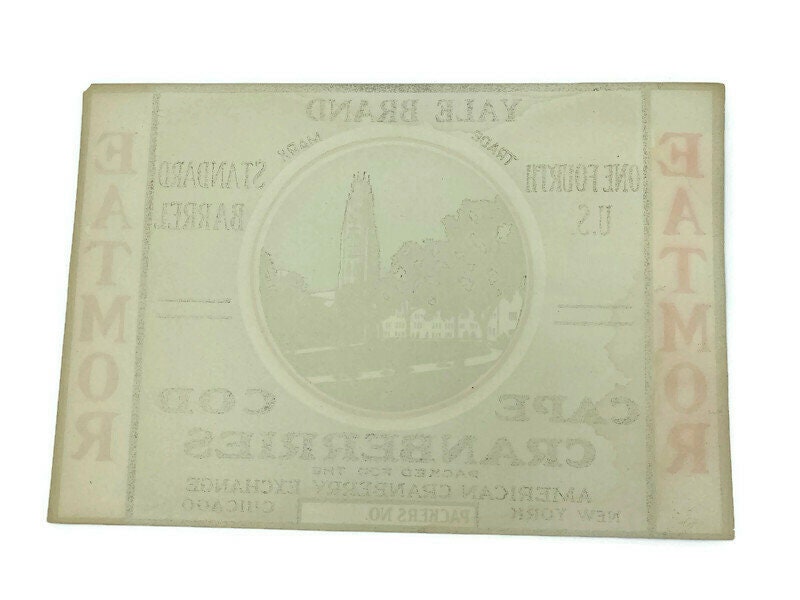 YALE BRAND
TRADE MARK
EATMOR
ONE FOURTH
U.S.
STANDARD
BARREL
EATMOR
CAPE COD
CRANBERRIES
PACKED FOR THE
AMERICAN CRANBERRY EXCHANGE
NEW YORK
PACKERS NO.
CHICAGO